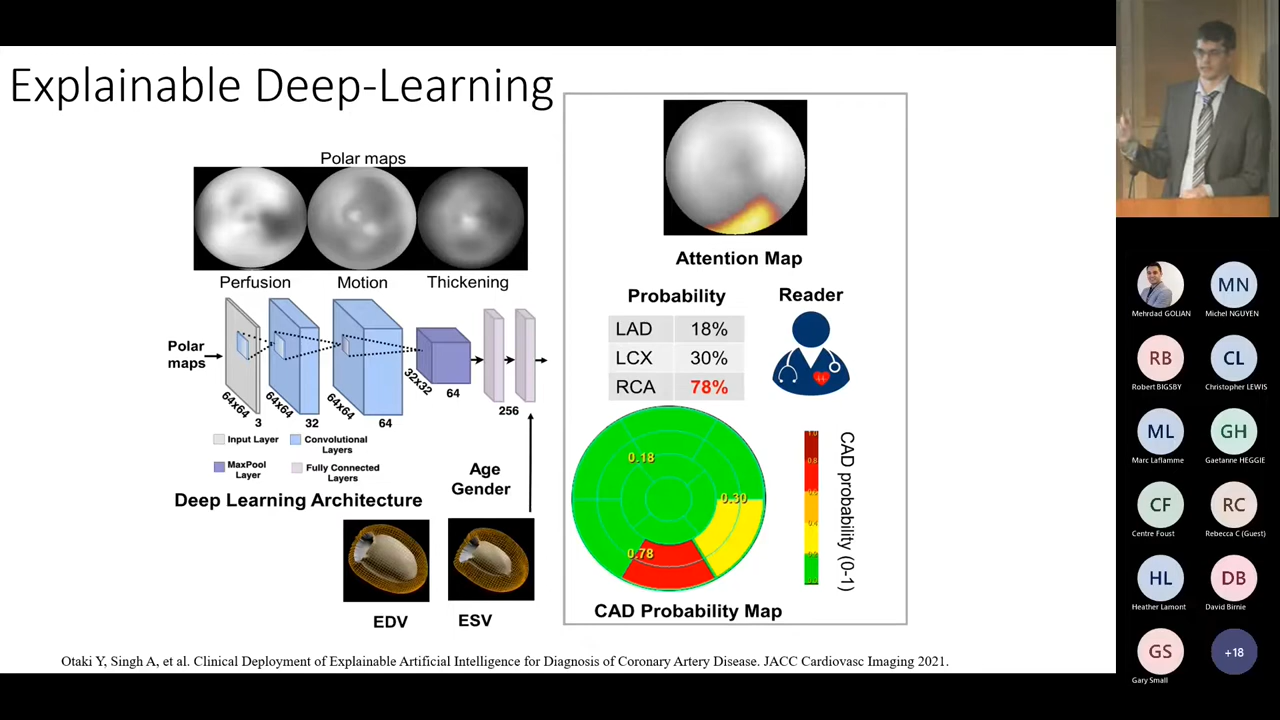 Explainable Deep-Learning
Polar maps
Perfusion
Motion
Thickening
Polar
maps
64x64
3
64x64
32
64x64
64
32x32
64
256
Input Layer
Convolutional
Layers
MaxPool
Layer
Fully Connected
Layers
Deep Learning Architecture
Age
Gender
EDV
ESV
Attention Map
Probability
Reader
LAD 18%
LCX 30%
RCA 78%
0.18
0.30
0.78
CAD probability (0-1)
CAD Probability Map
Otaki Y, Singh A, et al. Clinical Deployment of Explainable Artificial Intelligence for Diagnosis of Coronary Artery Disease. JACC Cardiovasc Imaging 2021.
Mehrdad GOLIAN
MN
Michel NGUYEN
RB
Robert BIGSBY
CL
Christopher LEWIS
ML
Marc Laflamme
GH
Gaetanne HEGGIE
CF
Centre Foust
RC
Rebecca C (Guest)
HL
Heather Lamont
DB
David Birnie
GS
Gary Small
+18